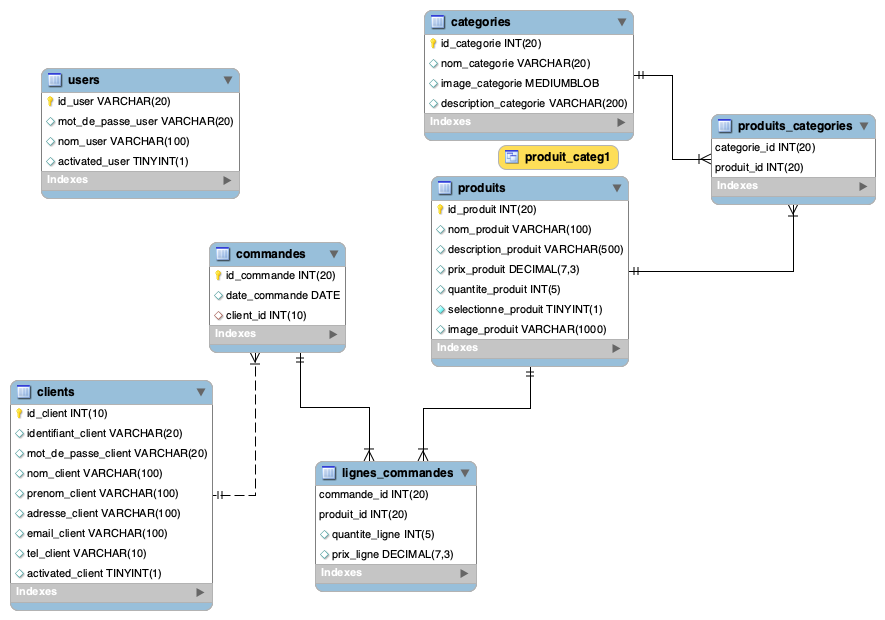 categories
id_categorie INT(20)
nom_categorie VARCHAR(20)
image_categorie MEDIUMBLOB
description_categorie VARCHAR(200)
Indexes
users
id_user VARCHAR(20)
mot_de_passe_user VARCHAR(20)
nom_user VARCHAR(100)
activated_user TINYINT(1)
Indexes
produits_categories
categorie_id INT(20)
produit_id INT(20)
Indexes
produit_categ1
produits
id_produit INT(20)
nom_produit VARCHAR(100)
description_produit VARCHAR(500)
prix_produit DECIMAL(7,3)
quantite_produit INT(5)
selectionne_produit TINYINT(1)
image_produit VARCHAR(1000)
Indexes
commandes
id_commande INT(20)
date_commande DATE
client_id INT(10)
Indexes
clients
id_client INT(10)
identifiant_client VARCHAR(20)
mot_de_passe_client VARCHAR(20)
nom_client VARCHAR(100)
prenom_client VARCHAR(100)
adresse_client VARCHAR(100)
email_client VARCHAR(100)
tel_client VARCHAR(10)
activated_client TINYINT(1)
Indexes
lignes_commandes
commande_id INT(20)
produit_id INT(20)
quantite_ligne INT(5)
prix_ligne DECIMAL(7,3)
Indexes